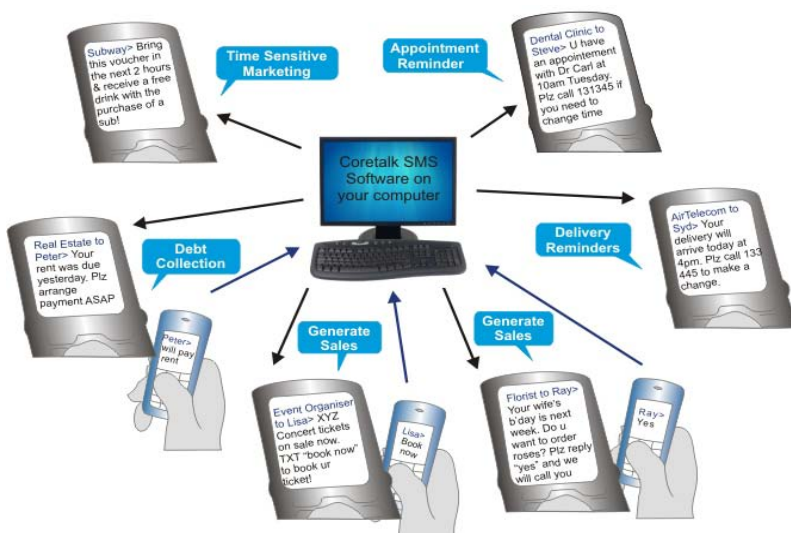 Subway> Bring
this voucher in
the next 2 hours
& receive a free
drink with the
purchase of a
sub!
Time Sensitive
Marketing
Appointment
Reminder
Dental Clinic to
Steve> U have
an appointement
with Dr Carl at
10am Tuesday.
Plz call 131345 if
you need to
change time
Coretalk SMS
Software on
your computer
Real Estate to
Peter> Your
rent was due
yesterday. Plz
arrange
payment ASAP
Debt
Collection
Peter>
will pay
rent
Delivery
Reminders
AirTelecom to
Syd> Your
delivery will
arrive today at
4pm. Plz call 133
445 to make a
change.
Generate
Sales
Event Organiser
to Lisa> XYZ
Concert tickets
on sale now.
TXT "book now"
to book ur
ticket!
Lisa>
Book
now
Generate
Sales
Florist to Ray>
Your wife's
b'day is next
week. Do u
want to order
roses? Plz reply
"yes" and we
will call you
Ray>
Yes